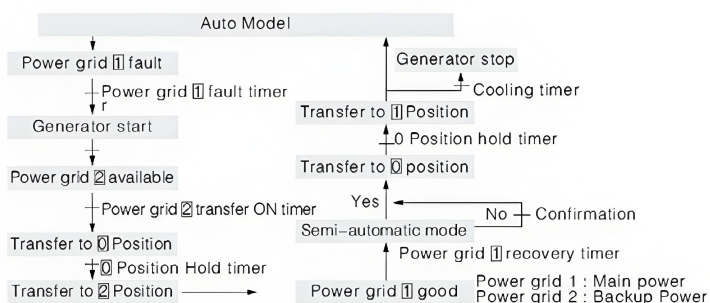 Auto Model
Power grid 1 fault
Power grid 1 fault timer
r
Generator start
Power grid 2 available
Power grid 2 transfer ON timer
Transfer to 0 Position
0 Position Hold timer
Transfer to 2 Position
Generator stop
Cooling timer
Transfer to 1 Position
0 Position hold timer
Transfer to 0 position
Yes
No
Confirmation
Semi-automatic mode
Power grid 1 recovery timer
Power grid 1 good
Power grid 1 : Main power
Power grid 2 : Backup Power